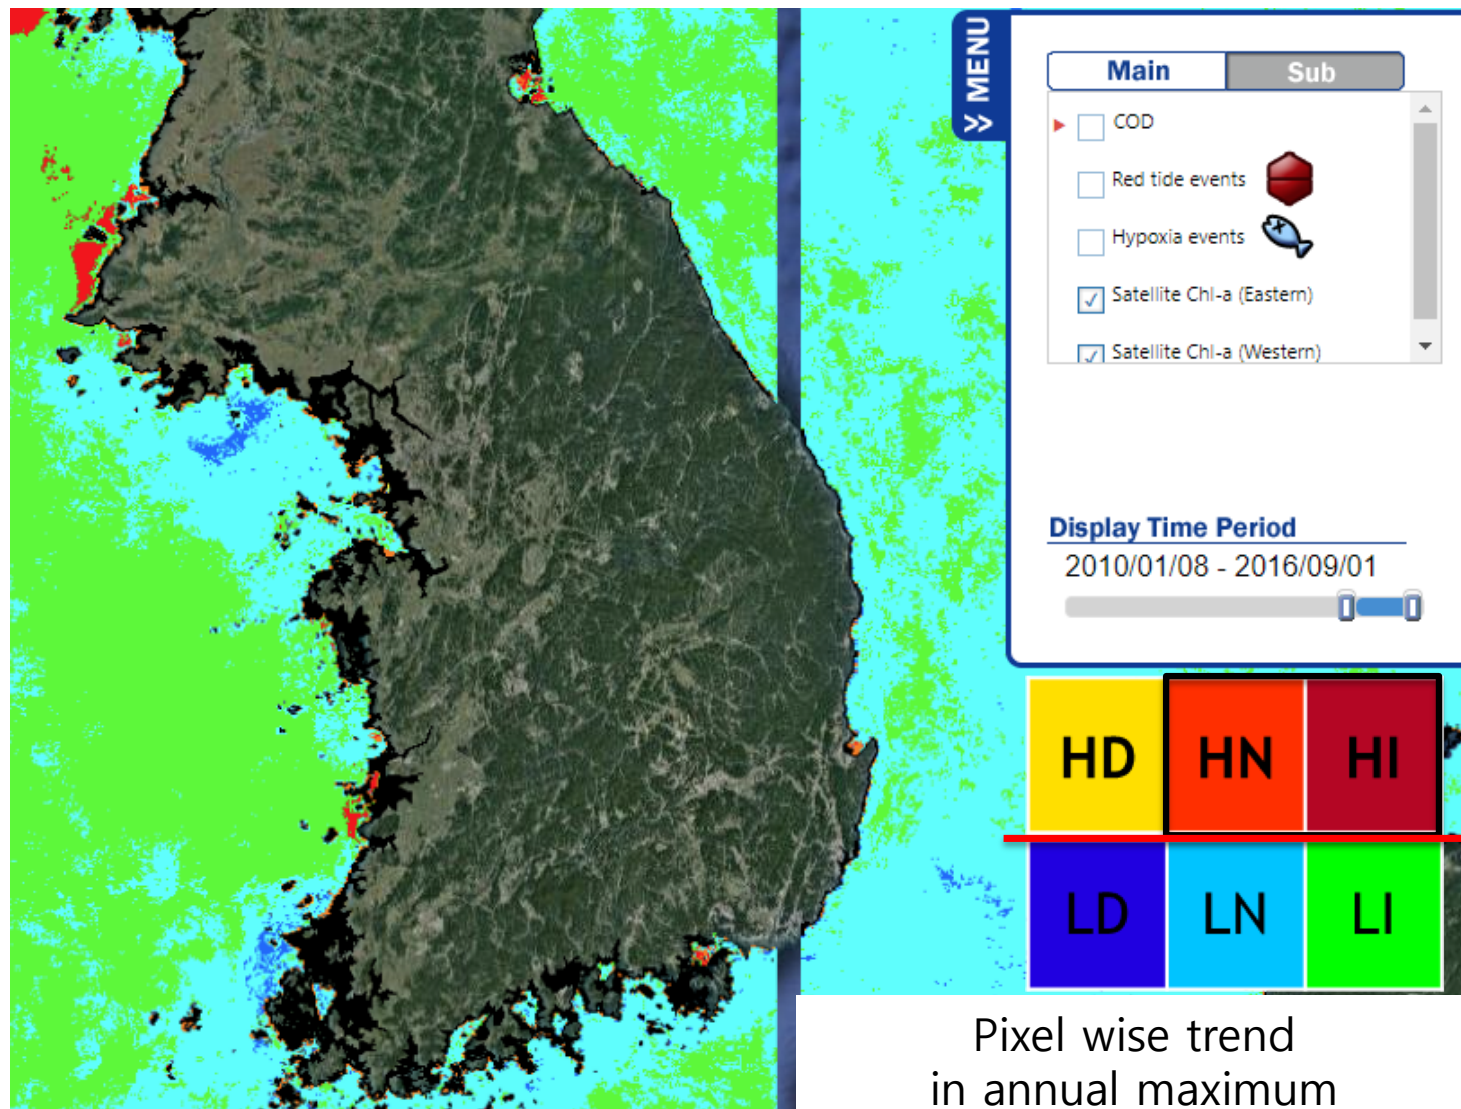 MENU
Main
Sub
COD
Red tide events
Hypoxia events
Satellite Chl-a (Eastern)
Satellite Chl-a (Western)
Display Time Period
2010/01/08 - 2016/09/01
HD HN HI
LD LN LI
Pixel wise trend
in annual maximum